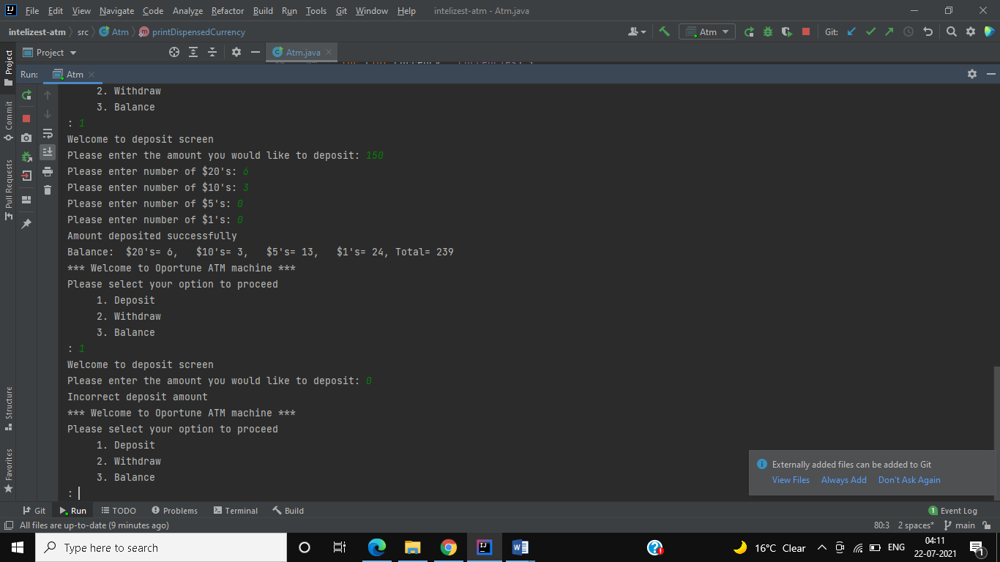 File Edit View Navigate Code Analyze Refactor Build Run Tools Git Window Help intelizest-atm - Atm.java
intelizest-atm src Atm printDispensedCurrency Atm Git:
Project Atm.java
Run: Atm
2. Withdraw
3. Balance
: 1
Welcome to deposit screen
Please enter the amount you would like to deposit: 150
Please enter number of $20's: 6
Please enter number of $10's: 3
Please enter number of $5's: 0
Please enter number of $1's: 0
Amount deposited successfully
Balance: $20's= 6, $10's= 3, $5's= 13, $1's= 24, Total= 239
*** Welcome to Oportune ATM machine ***
Please select your option to proceed
1. Deposit
2. Withdraw
3. Balance
: 1
Welcome to deposit screen
Please enter the amount you would like to deposit: 0
Incorrect deposit amount
*** Welcome to Oportune ATM machine ***
Please select your option to proceed
1. Deposit
2. Withdraw
3. Balance
:
Project
Commit
Pull Requests
Structure
Favorites
Externally added files can be added to Git
View Files Always Add Don't Ask Again
Git Run TODO Problems Terminal Build 1 Event Log
All files are up-to-date (9 minutes ago) 80:3 2 spaces* main
Type here to search 16°C Clear ENG 04:11
22-07-2021 1